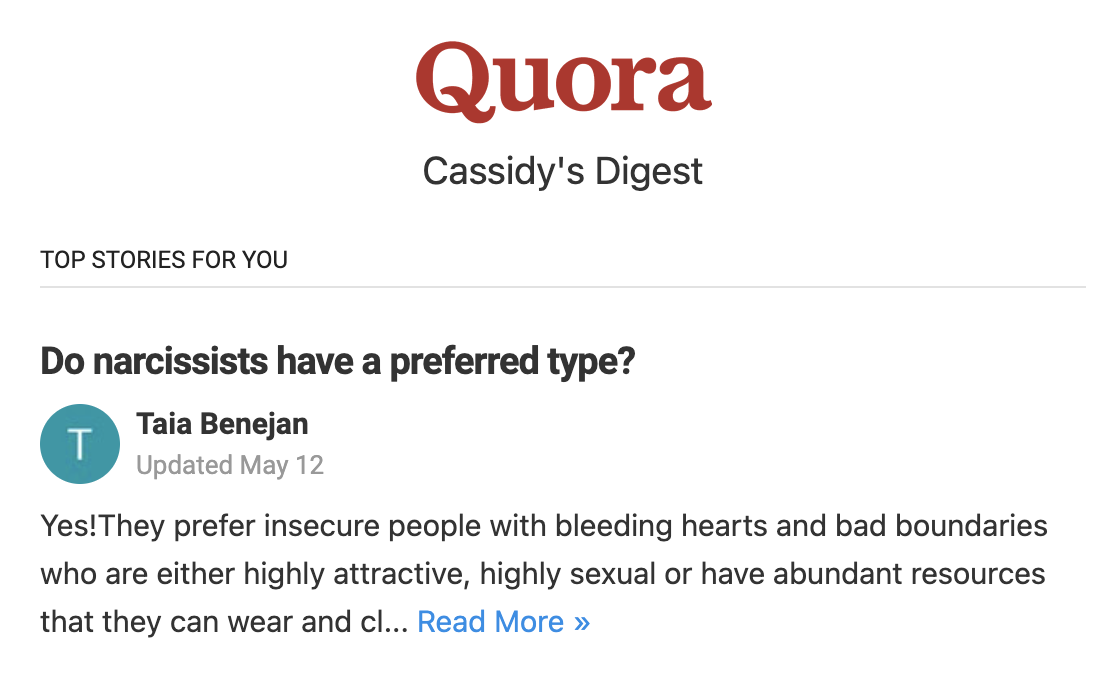 Quora
Cassidy's Digest
TOP STORIES FOR YOU
Do narcissists have a preferred type?
T
Taia Benejan
Updated May 12
Yes!They prefer insecure people with bleeding hearts and bad boundaries
who are either highly attractive, highly sexual or have abundant resources
that they can wear and cl... Read More »